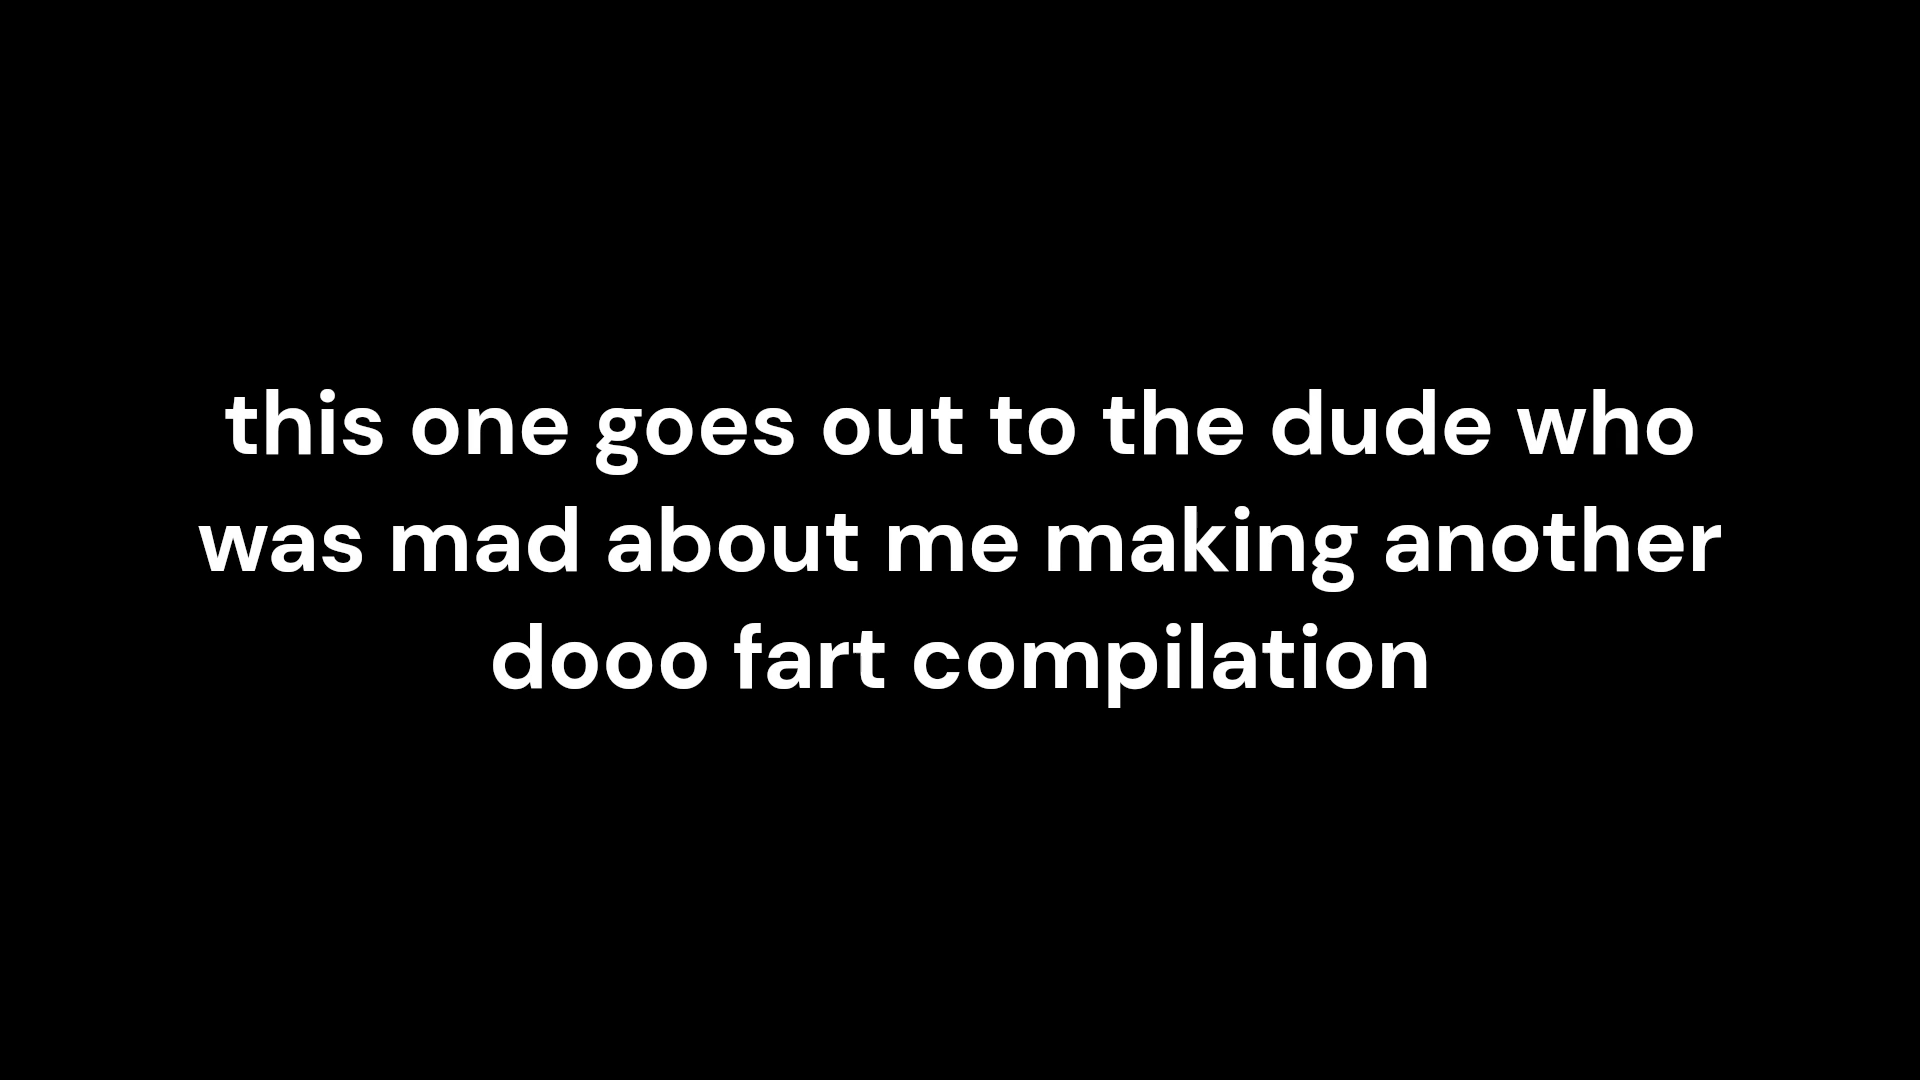 this one goes out to the dude who
was mad about me making another
dooo fart compilation